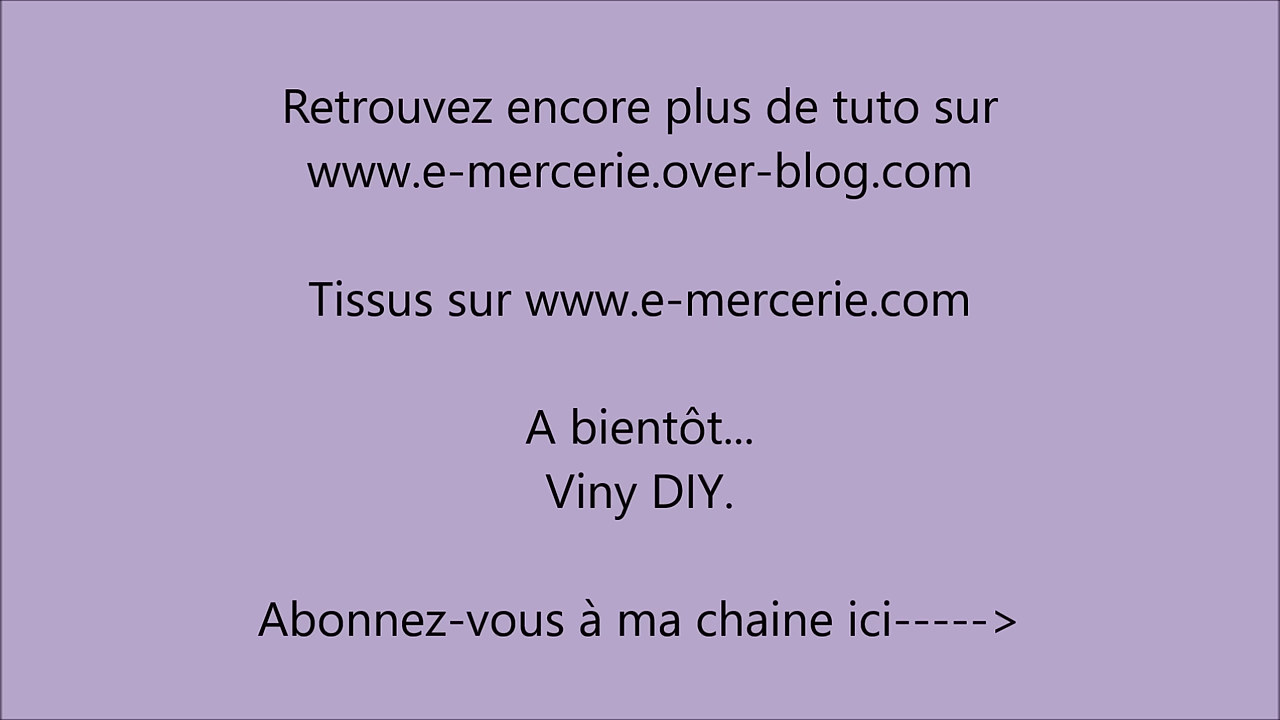 Retrouvez encore plus de tuto sur
www.e-mercerie.over-blog.com
Tissus sur www.e-mercerie.com
A bientôt...
Viny DIY.
Abonnez-vous à ma chaine ici----->